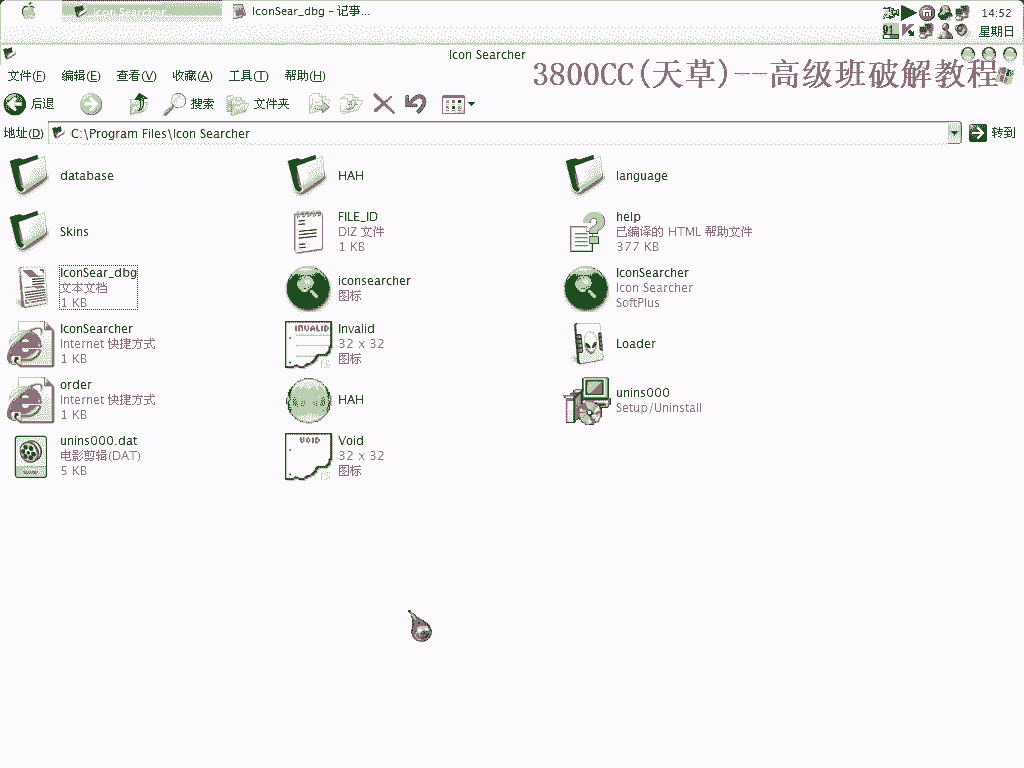 Icon Searcher
IconSear_dbg - 记事...
14:52
星期日
Icon Searcher
3800CC(天草)--高级班破解教程
文件(F) 编辑(E) 查看(V) 收藏(A) 工具(T) 帮助(H)
后退 搜索 文件夹
地址(D) C:\Program Files\Icon Searcher 转到
database
HAH
language
Skins
FILE_ID
DIZ 文件
1 KB
help
已编译的 HTML 帮助文件
377 KB
IconSear_dbg
文本文档
1 KB
iconsearcher
图标
IconSearcher
Icon Searcher
SoftPlus
IconSearcher
Internet 快捷方式
1 KB
INVALID
Invalid
32 x 32
图标
Loader
order
Internet 快捷方式
1 KB
HAH
unins000
Setup/Uninstall
unins000.dat
电影剪辑(DAT)
5 KB
VOID
Void
32 x 32
图标